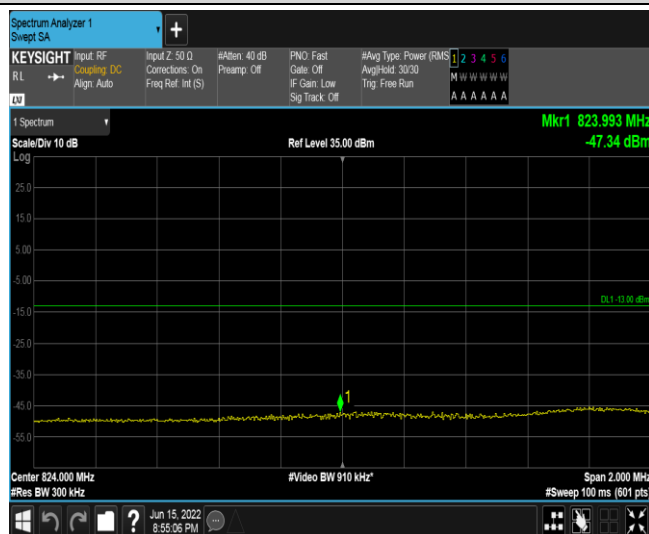 Spectrum Analyzer 1
Swept SA
+
KEYSIGHT
Input: RF
Input Z: 50 Ω
#Atten: 40 dB
PNO: Fast
#Avg Type: Power (RMS
1 2 3 4 5 6
RL
Coupling: DC
Corrections: On
Preamp: Off
Gate: Off
Avg|Hold: 30/30
M W W W W W
Align: Auto
Freq Ref: Int (S)
IF Gain: Low
Trig: Free Run
Sig Track: Off
A A A A A A
LXI
1 Spectrum
Mkr1 823.993 MHz
Scale/Div 10 dB
Ref Level 35.00 dBm
-47.34 dBm
Log
25.0
15.0
5.00
-5.00
DL1 -13.00 dBm
-15.0
-25.0
-35.0
1
-45.0
-55.0
Center 824.000 MHz
#Video BW 910 kHz*
Span 2.000 MHz
#Res BW 300 kHz
#Sweep 100 ms (601 pts)
?
Jun 15, 2022
8:55:06 PM